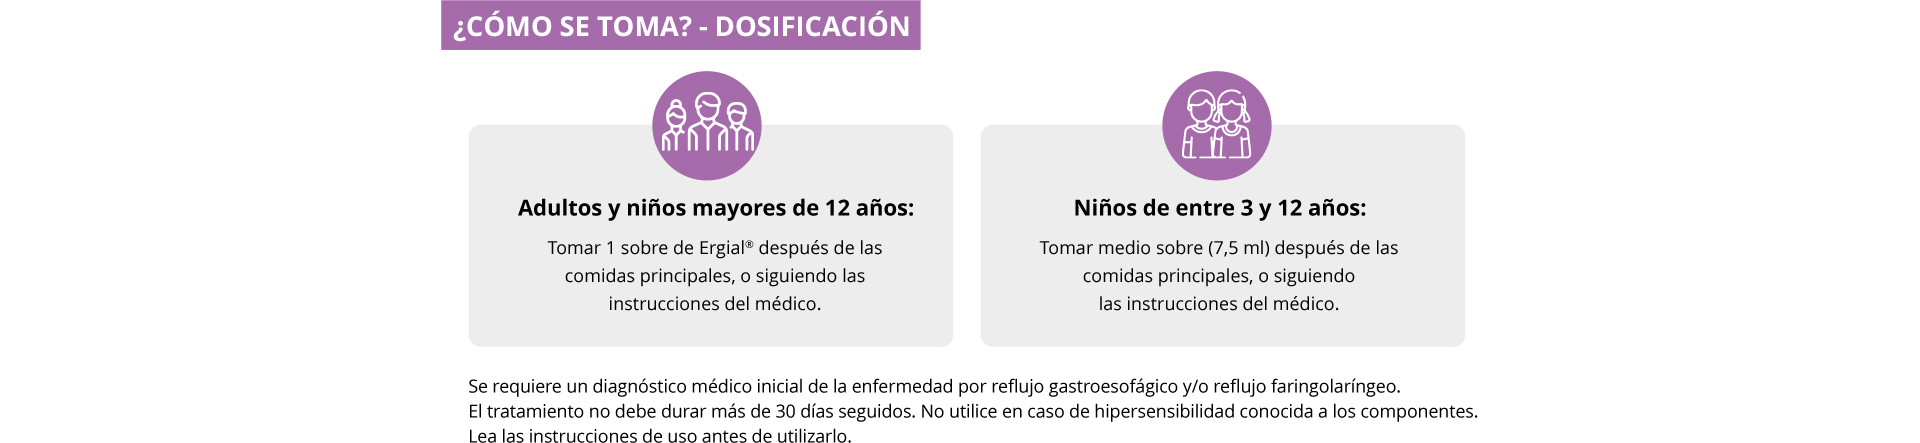 ¿CÓMO SE TOMA? - DOSIFICACIÓN
Adultos y niños mayores de 12 años:
Tomar 1 sobre de Ergial® después de las
comidas principales, o siguiendo las
instrucciones del médico.
Niños de entre 3 y 12 años:
Tomar medio sobre (7,5 ml) después de las
comidas principales, o siguiendo
las instrucciones del médico.
Se requiere un diagnóstico médico inicial de la enfermedad por reflujo gastroesofágico y/o reflujo faringolaríngeo.
El tratamiento no debe durar más de 30 días seguidos. No utilice en caso de hipersensibilidad conocida a los componentes.
Lea las instrucciones de uso antes de utilizarlo.